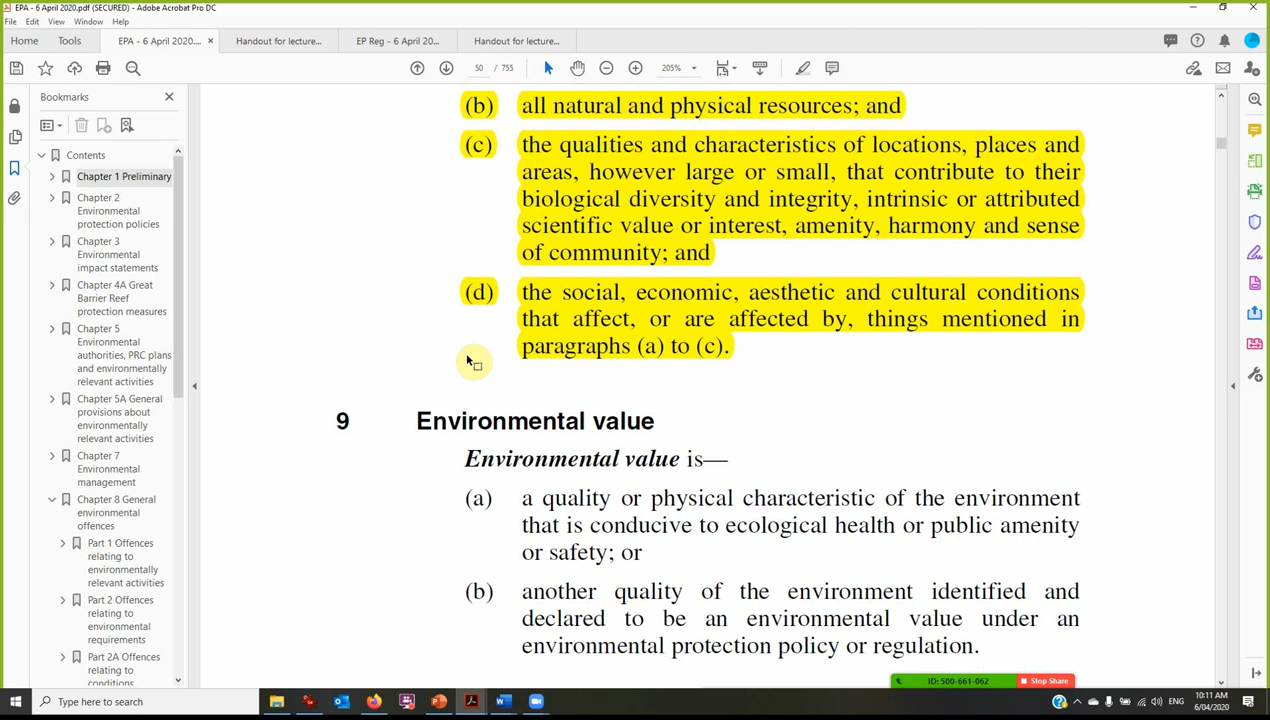 EPA - 6 April 2020.pdf (SECURED) - Adobe Acrobat Pro DC
File Edit View Window Help
Home Tools EPA - 6 April 2020.... × Handout for lecture... EP Reg - 6 April 20... Handout for lecture...
50 / 755 205%
Bookmarks
Contents
Chapter 1 Preliminary
Chapter 2
Environmental
protection policies
Chapter 3
Environmental
impact statements
Chapter 4A Great
Barrier Reef
protection measures
Chapter 5
Environmental
authorities, PRC plans
and environmentally
relevant activities
Chapter 5A General
provisions about
environmentally
relevant activities
Chapter 7
Environmental
management
Chapter 8 General
environmental
offences
Part 1 Offences
relating to
environmentally
relevant activities
Part 2 Offences
relating to
environmental
requirements
Part 2A Offences
relating to
conditions
(b) all natural and physical resources; and
(c) the qualities and characteristics of locations, places and
areas, however large or small, that contribute to their
biological diversity and integrity, intrinsic or attributed
scientific value or interest, amenity, harmony and sense
of community; and
(d) the social, economic, aesthetic and cultural conditions
that affect, or are affected by, things mentioned in
paragraphs (a) to (c).
9 Environmental value
Environmental value is—
(a) a quality or physical characteristic of the environment
that is conducive to ecological health or public amenity
or safety; or
(b) another quality of the environment identified and
declared to be an environmental value under an
environmental protection policy or regulation.
ID: 500-661-062 Stop Share
Type here to search
ENG 10:11 AM
6/04/2020